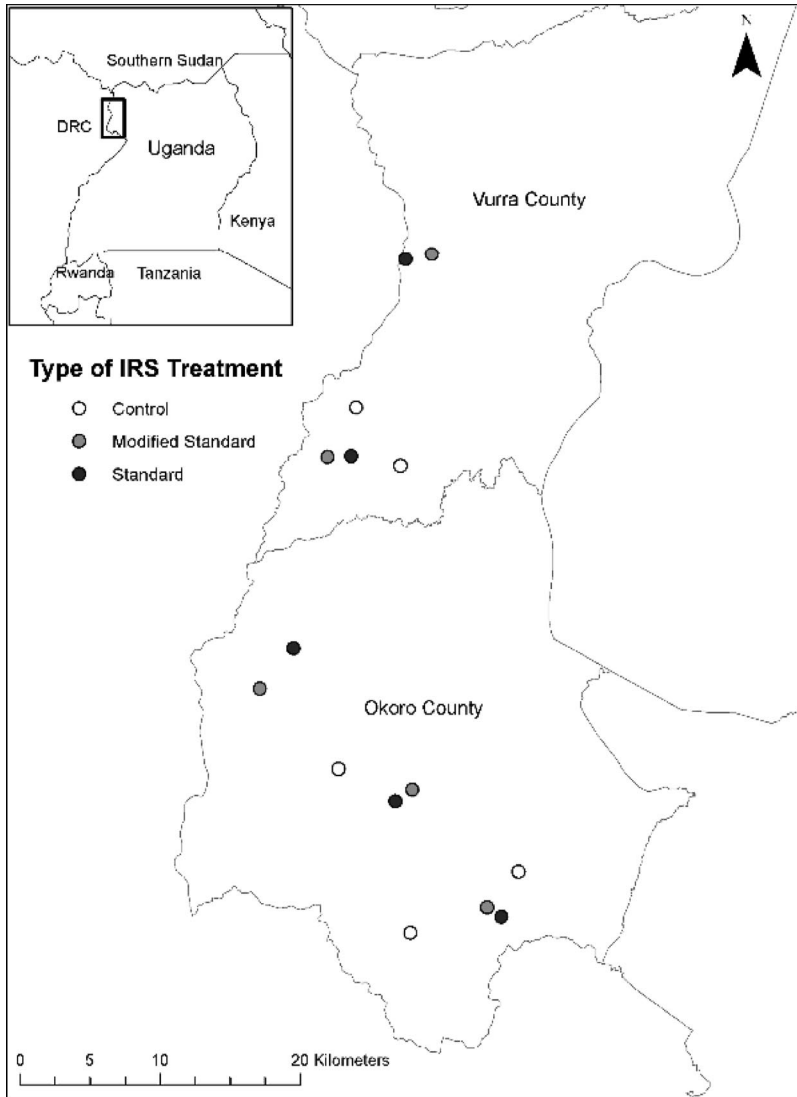 Southern Sudan
DRC
Uganda
Kenya
Rwanda
Tanzania
N
Vurra County
Type of IRS Treatment
Control
Modified Standard
Standard
Okoro County
0 5 10 20 Kilometers